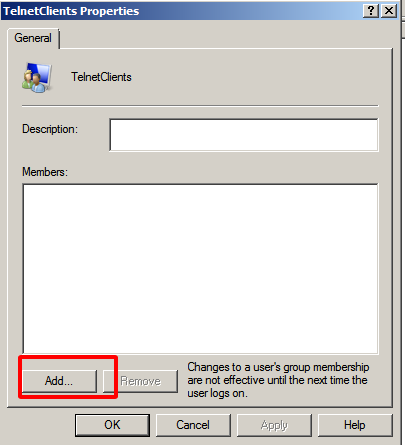 TelnetClients Properties
General
TelnetClients
Description:
Members:
Add...
Remove
Changes to a user's group membership
are not effective until the next time the
user logs on.
OK
Cancel
Apply
Help